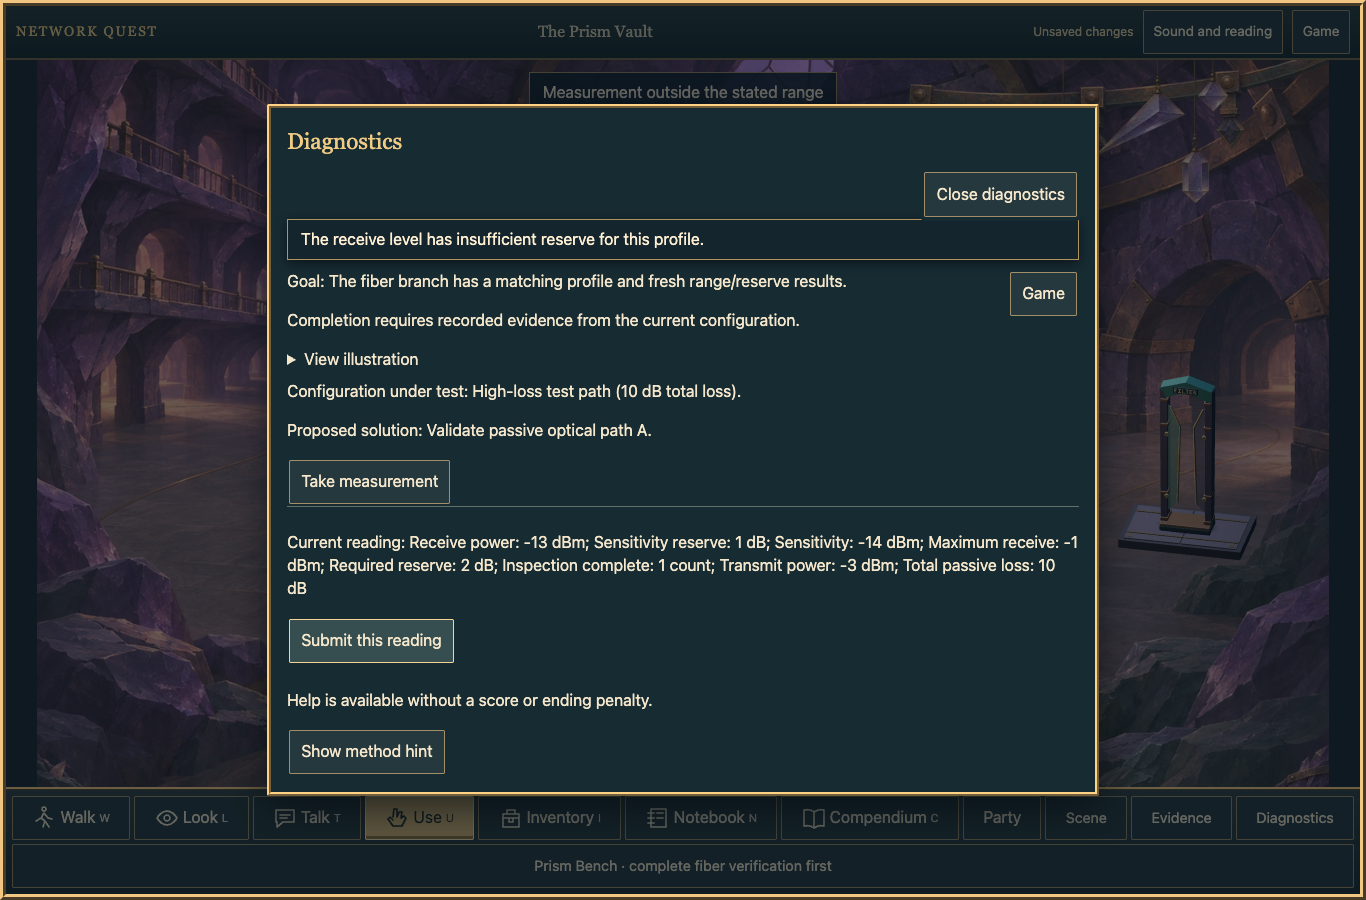 NETWORK QUEST
The Prism Vault
Unsaved changes
Sound and reading
Game
Measurement outside the stated range
Diagnostics
Close diagnostics
The receive level has insufficient reserve for this profile.
Goal: The fiber branch has a matching profile and fresh range/reserve results.
Game
Completion requires recorded evidence from the current configuration.
View illustration
Configuration under test: High-loss test path (10 dB total loss).
Proposed solution: Validate passive optical path A.
Take measurement
Current reading: Receive power: -13 dBm; Sensitivity reserve: 1 dB; Sensitivity: -14 dBm; Maximum receive: -1
dBm; Required reserve: 2 dB; Inspection complete: 1 count; Transmit power: -3 dBm; Total passive loss: 10
dB
Submit this reading
Help is available without a score or ending penalty.
Show method hint
Walk W
Look L
Talk T
Use U
Inventory I
Notebook N
Compendium C
Party
Scene
Evidence
Diagnostics
Prism Bench · complete fiber verification first